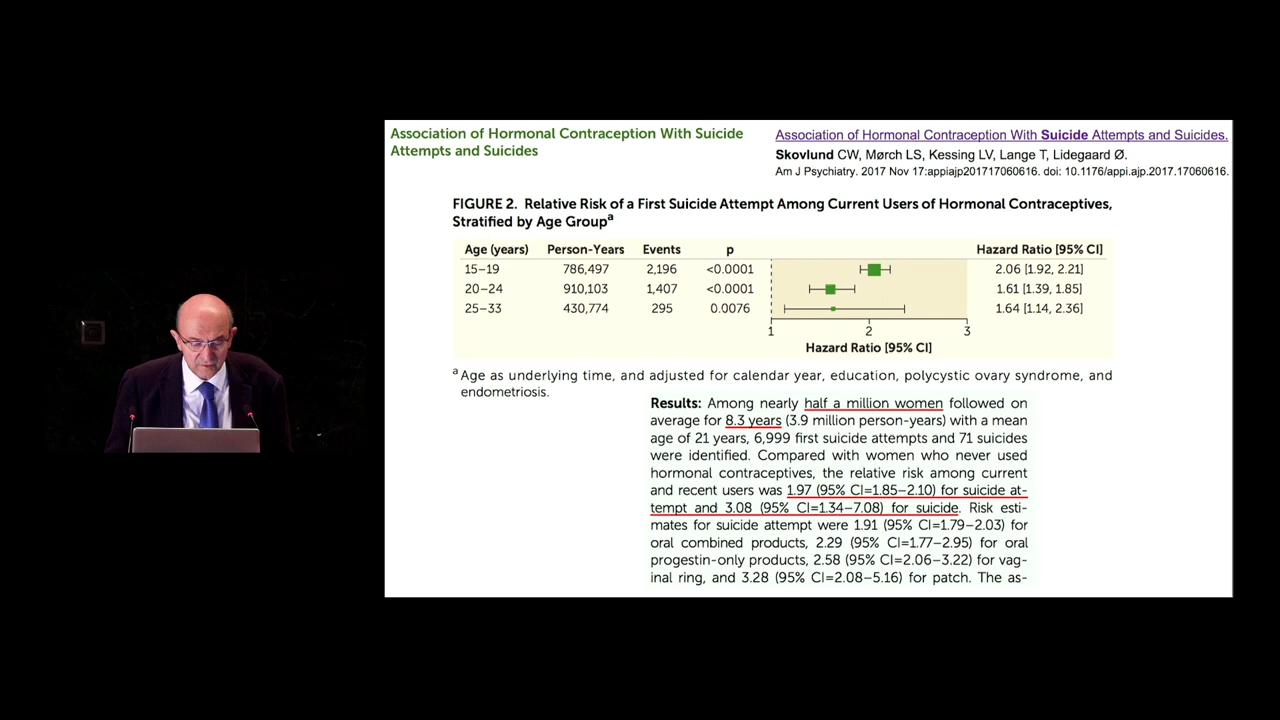 Association of Hormonal Contraception With Suicide
Attempts and Suicides
Association of Hormonal Contraception With Suicide Attempts and Suicides.
Skovlund CW, Mørch LS, Kessing LV, Lange T, Lidegaard Ø.
Am J Psychiatry. 2017 Nov 17:appiajp201717060616. doi: 10.1176/appi.ajp.2017.17060616.
FIGURE 2. Relative Risk of a First Suicide Attempt Among Current Users of Hormonal Contraceptives,
Stratified by Age Groupa
Age (years) Person-Years Events p Hazard Ratio [95% CI]
15–19 786,497 2,196 <0.0001 2.06 [1.92, 2.21]
20–24 910,103 1,407 <0.0001 1.61 [1.39, 1.85]
25–33 430,774 295 0.0076 1.64 [1.14, 2.36]
1 2 3
Hazard Ratio [95% CI]
a Age as underlying time, and adjusted for calendar year, education, polycystic ovary syndrome, and
endometriosis.
Results: Among nearly half a million women followed on
average for 8.3 years (3.9 million person-years) with a mean
age of 21 years, 6,999 first suicide attempts and 71 suicides
were identified. Compared with women who never used
hormonal contraceptives, the relative risk among current
and recent users was 1.97 (95% CI=1.85–2.10) for suicide at-
tempt and 3.08 (95% CI=1.34–7.08) for suicide. Risk esti-
mates for suicide attempt were 1.91 (95% CI=1.79–2.03) for
oral combined products, 2.29 (95% CI=1.77–2.95) for oral
progestin-only products, 2.58 (95% CI=2.06–3.22) for vag-
inal ring, and 3.28 (95% CI=2.08–5.16) for patch. The as-